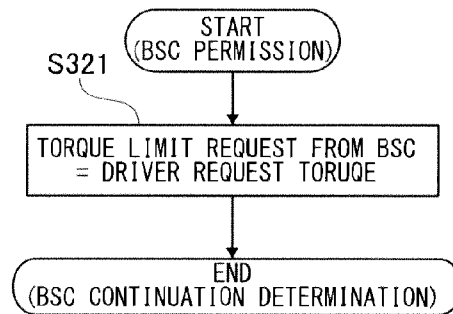 START
(BSC PERMISSION)
S321
TORQUE LIMIT REQUEST FROM BSC
= DRIVER REQUEST TORUQE
END
(BSC CONTINUATION DETERMINATION)